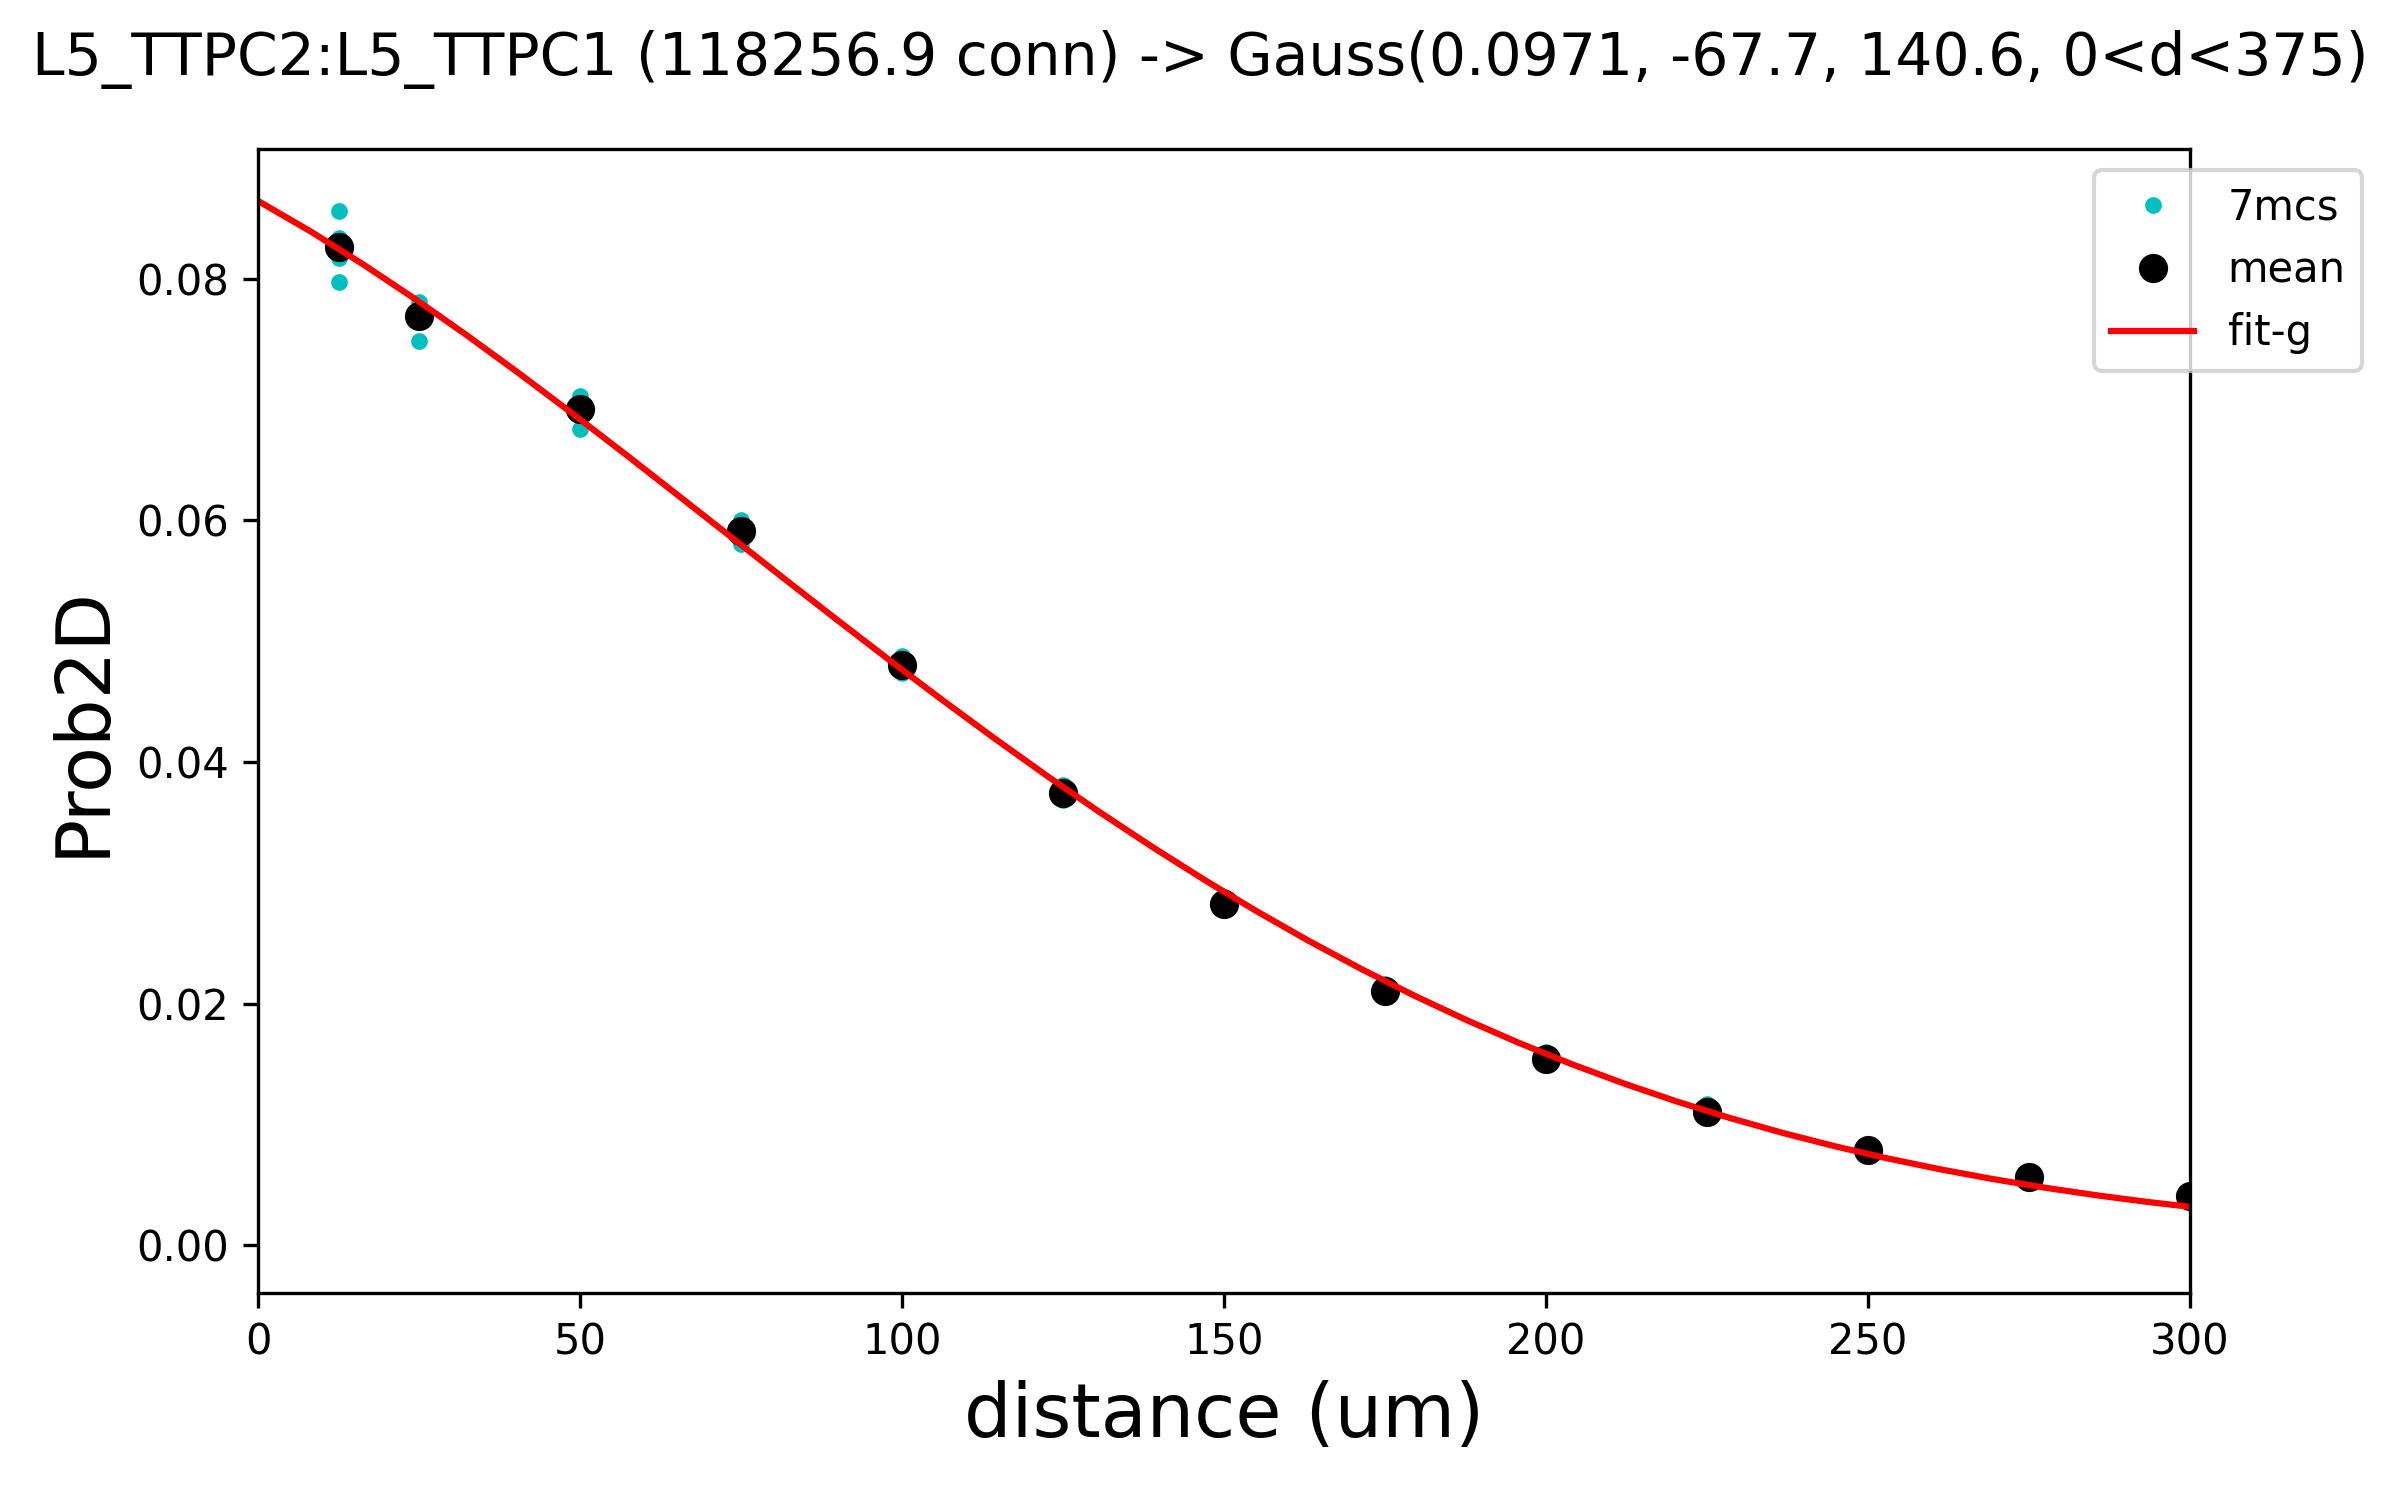 L5_TTPC2:L5_TTPC1 (118256.9 conn) -> Gauss(0.0971, -67.7, 140.6, 0<d<375)
7mcs
mean
fit-g
Prob2D
0.08
0.06
0.04
0.02
0.00
0 50 100 150 200 250 300
distance (um)